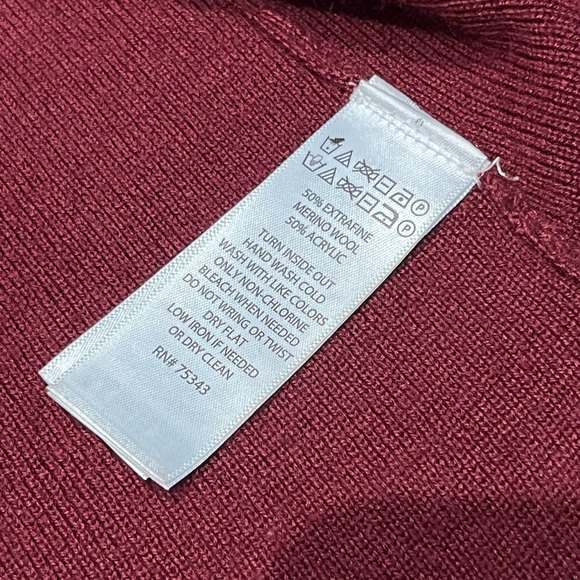 50% EXTRAFINE
MERINO WOOL
50% ACRYLIC
TURN INSIDE OUT
HAND WASH COLD
WASH WITH LIKE COLORS
ONLY NON-CHLORINE
BLEACH WHEN NEEDED
DO NOT WRING OR TWIST
DRY FLAT
LOW IRON IF NEEDED
OR DRY CLEAN
RN# 75343